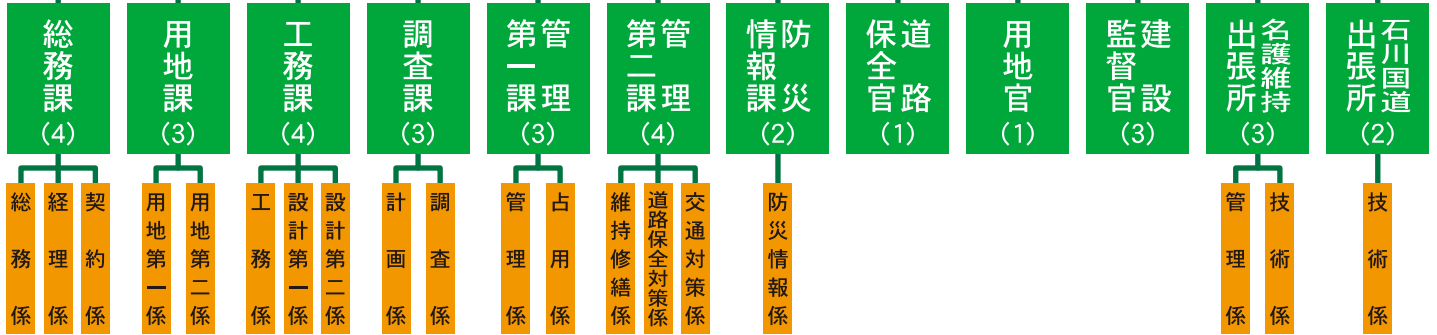 総務課
(4)
用地課
(3)
工務課
(4)
調査課
(3)
管理
第一課
(3)
管理
第二課
(4)
防災
情報課
(2)
道路
保全官
(1)
用地官
(1)
建設
監督官
(3)
名護維持
出張所
(3)
石川国道
出張所
(2)
総務係
経理係
契約係
用地第一係
用地第二係
工務係
設計第一係
設計第二係
計画係
調査係
管理係
占用係
維持修繕係
道路保全対策係
交通対策係
防災情報係
管理係
技術係
技術係